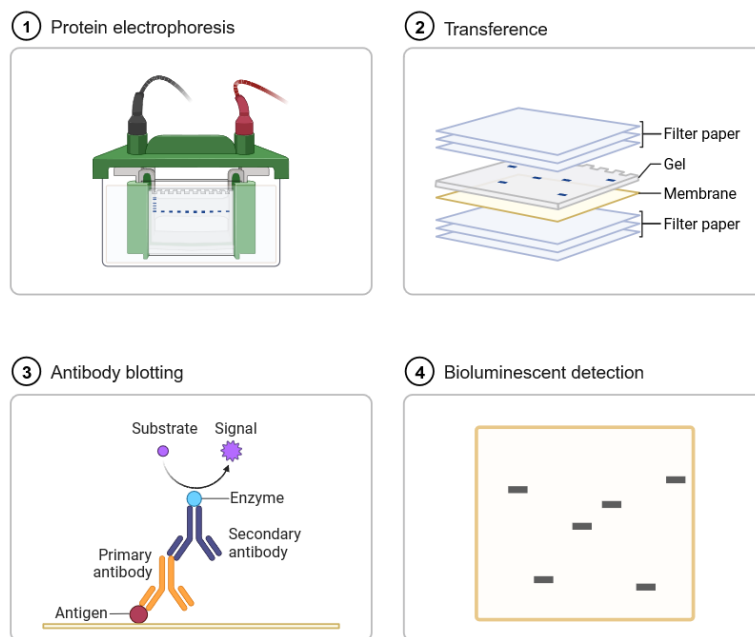 1 Protein electrophoresis
2 Transference
Filter paper
Gel
Membrane
Filter paper
3 Antibody blotting
Substrate
Signal
Enzyme
Secondary
antibody
Primary
antibody
Antigen
4 Bioluminescent detection